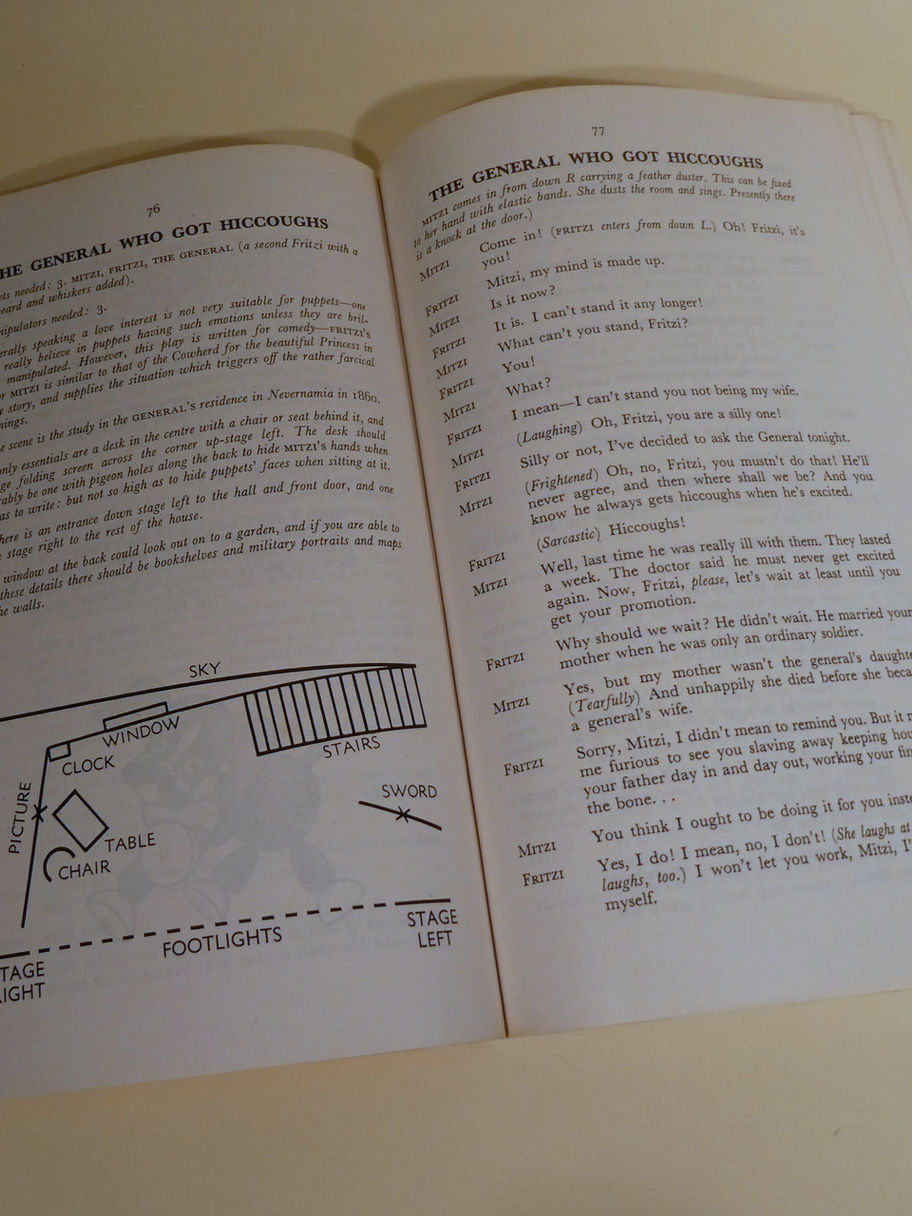 76
HE GENERAL WHO GOT HICCOUGHS
ets needed: 3. MITZI, FRITZI, THE GENERAL (a second Fritzi with a
beard and whiskers added).
nipulators needed: 3.
erally speaking a love interest is not very suitable for puppets—one
really believe in puppets having such emotions unless they are bril-
manipulated. However, this play is written for comedy—FRITZI'S
or MITZI is similar to that of the Cowherd for the beautiful Princess in
y story, and supplies the situation which triggers off the rather farcical
nings.
e scene is the study in the GENERAL'S residence in Nevernamia in 1860.
only essentials are a desk in the centre with a chair or seat behind it, and
ge folding screen across the corner up-stage left. The desk should
rably be one with pigeon holes along the back to hide MITZI'S hands when
as to write: but not so high as to hide puppets' faces when sitting at it.
here is an entrance down stage left to the hall and front door, and one
stage right to the rest of the house.
window at the back could look out on to a garden, and if you are able to
these details there should be bookshelves and military portraits and maps
he walls.
SKY
WINDOW
STAIRS
CLOCK
PICTURE
SWORD
TABLE
CHAIR
FOOTLIGHTS
STAGE
LEFT
TAGE
IGHT
77
THE GENERAL WHO GOT HICCOUGHS
MITZI comes in from down R carrying a feather duster. This can be fixed
to her hand with elastic bands. She dusts the room and sings. Presently there
is a knock at the door.)
MITZI Come in! (FRITZI enters from down L.) Oh! Fritzi, it's
you!
FRITZI Mitzi, my mind is made up.
MITZI Is it now?
FRITZI It is. I can't stand it any longer!
MITZI What can't you stand, Fritzi?
FRITZI You!
MITZI What?
FRITZI I mean—I can't stand you not being my wife.
MITZI (Laughing) Oh, Fritzi, you are a silly one!
FRITZI Silly or not, I've decided to ask the General tonight.
MITZI (Frightened) Oh, no, Fritzi, you mustn't do that! He'll
never agree, and then where shall we be? And you
know he always gets hiccoughs when he's excited.
FRITZI (Sarcastic) Hiccoughs!
MITZI Well, last time he was really ill with them. They lasted
a week. The doctor said he must never get excited
again. Now, Fritzi, please, let's wait at least until you
get your promotion.
FRITZI Why should we wait? He didn't wait. He married your
mother when he was only an ordinary soldier.
MITZI Yes, but my mother wasn't the general's daughte
(Tearfully) And unhappily she died before she beca
a general's wife.
FRITZI Sorry, Mitzi, I didn't mean to remind you. But it m
me furious to see you slaving away keeping hou
your father day in and day out, working your fin
the bone. . .
MITZI You think I ought to be doing it for you inste
FRITZI Yes, I do! I mean, no, I don't! (She laughs at
laughs, too.) I won't let you work, Mitzi, I'
myself.